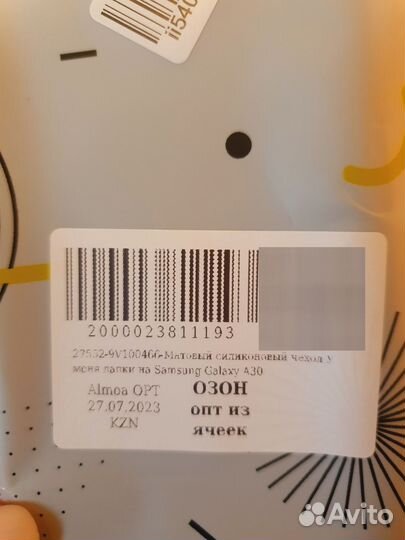 ii540
2000023811193
27552-9V100466-Матовый силиконовый чехол У
меня лапки на Samsung Galaxy A30
Almoa OPT
27.07.2023
KZN
ОЗОН
опт из
ячеек
Avito